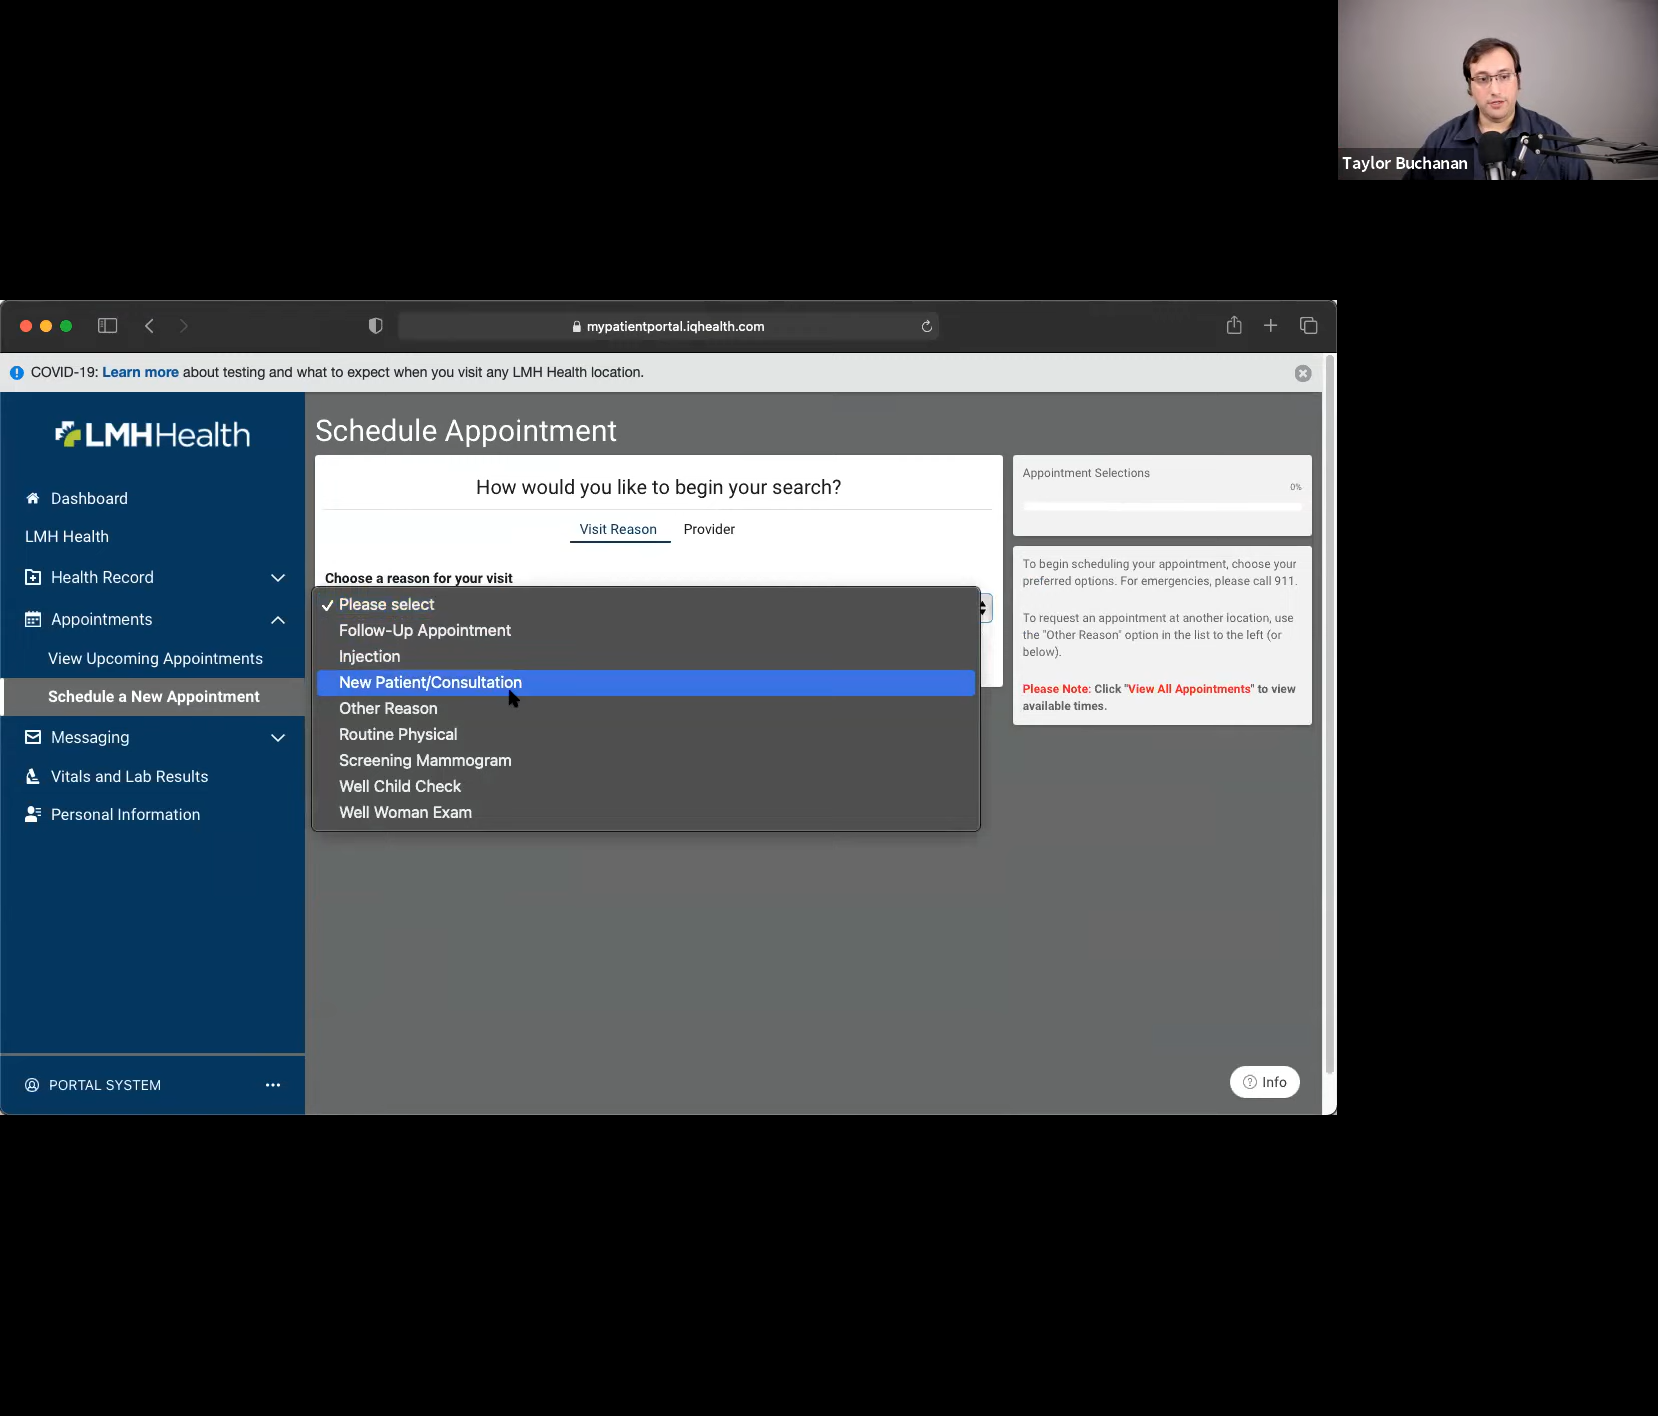 Taylor Buchanan
mypatientportal.iqhealth.com
COVID-19: Learn more about testing and what to expect when you visit any LMH Health location.
LMHHealth
Dashboard
LMH Health
Health Record
Appointments
View Upcoming Appointments
Schedule a New Appointment
Messaging
Vitals and Lab Results
Personal Information
PORTAL SYSTEM
Schedule Appointment
How would you like to begin your search?
Visit Reason Provider
Choose a reason for your visit
Please select
Follow-Up Appointment
Injection
New Patient/Consultation
Other Reason
Routine Physical
Screening Mammogram
Well Child Check
Well Woman Exam
Appointment Selections
0%
To begin scheduling your appointment, choose your
preferred options. For emergencies, please call 911.
To request an appointment at another location, use
the "Other Reason" option in the list to the left (or
below).
Please Note: Click "View All Appointments" to view
available times.
Info